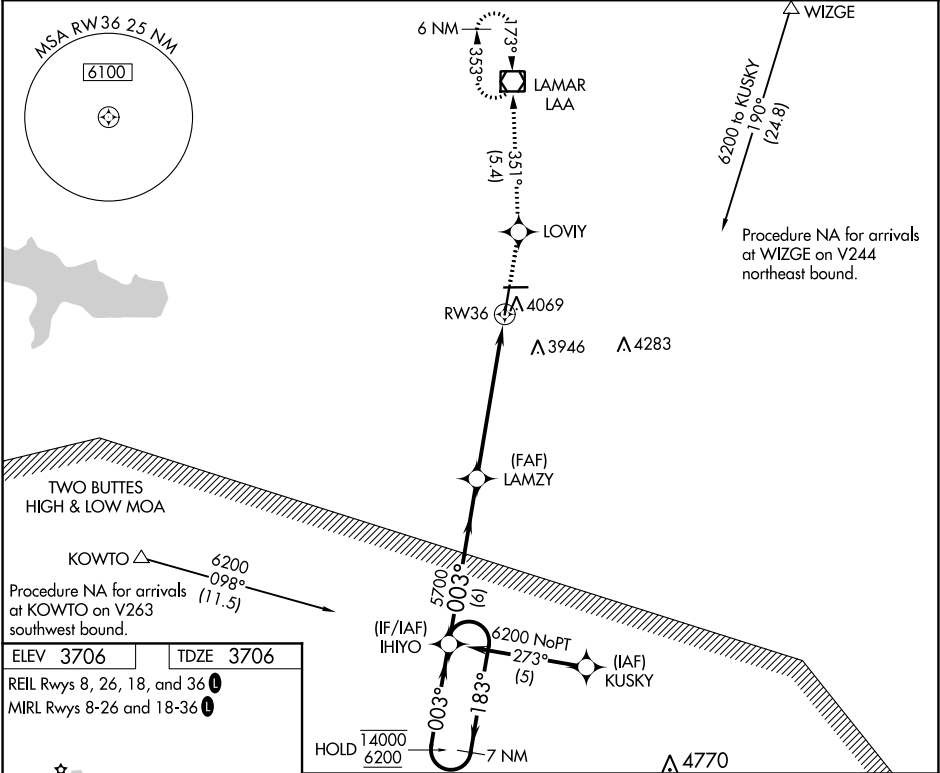 MSA RW36 25 NM
6100
6 NM
353°
173°
LAMAR
LAA
351°
(5.4)
LOVIY
WIZGE
6200 to KUSKY
190°
(24.8)
Procedure NA for arrivals
at WIZGE on V244
northeast bound.
RW36
4069
3946
4283
(FAF)
LAMZY
TWO BUTTES
HIGH & LOW MOA
KOWTO
6200
098°
(11.5)
Procedure NA for arrivals
at KOWTO on V263
southwest bound.
5700
003°
(6)
(IF/IAF)
IHIYO
6200 NoPT
273°
(5)
(IAF)
KUSKY
003°
183°
HOLD
14000
6200
7 NM
4770
ELEV 3706
TDZE 3706
REIL Rwys 8, 26, 18, and 36 L
MIRL Rwys 8-26 and 18-36 L